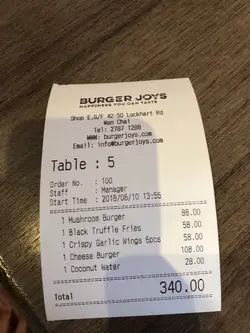 BURGER JOYS
HAPPINESS YOU CAN TASTE
Shop E,G/F 42-50 Lockhart Rd
Wan Chai
Tel: 2787 1288
WWW: burgerjoys.com
Email: info@burgerjoys.com
Table : 5
Order No. : 100
Staff : Manager
Start Time : 2018/06/10 13:55
1 Mushroom Burger 88.00
1 Black Truffle Fries 58.00
1 Crispy Garlic Wings 6pcs 58.00
1 Cheese Burger 108.00
1 Coconut Water 28.00
Total 340.00